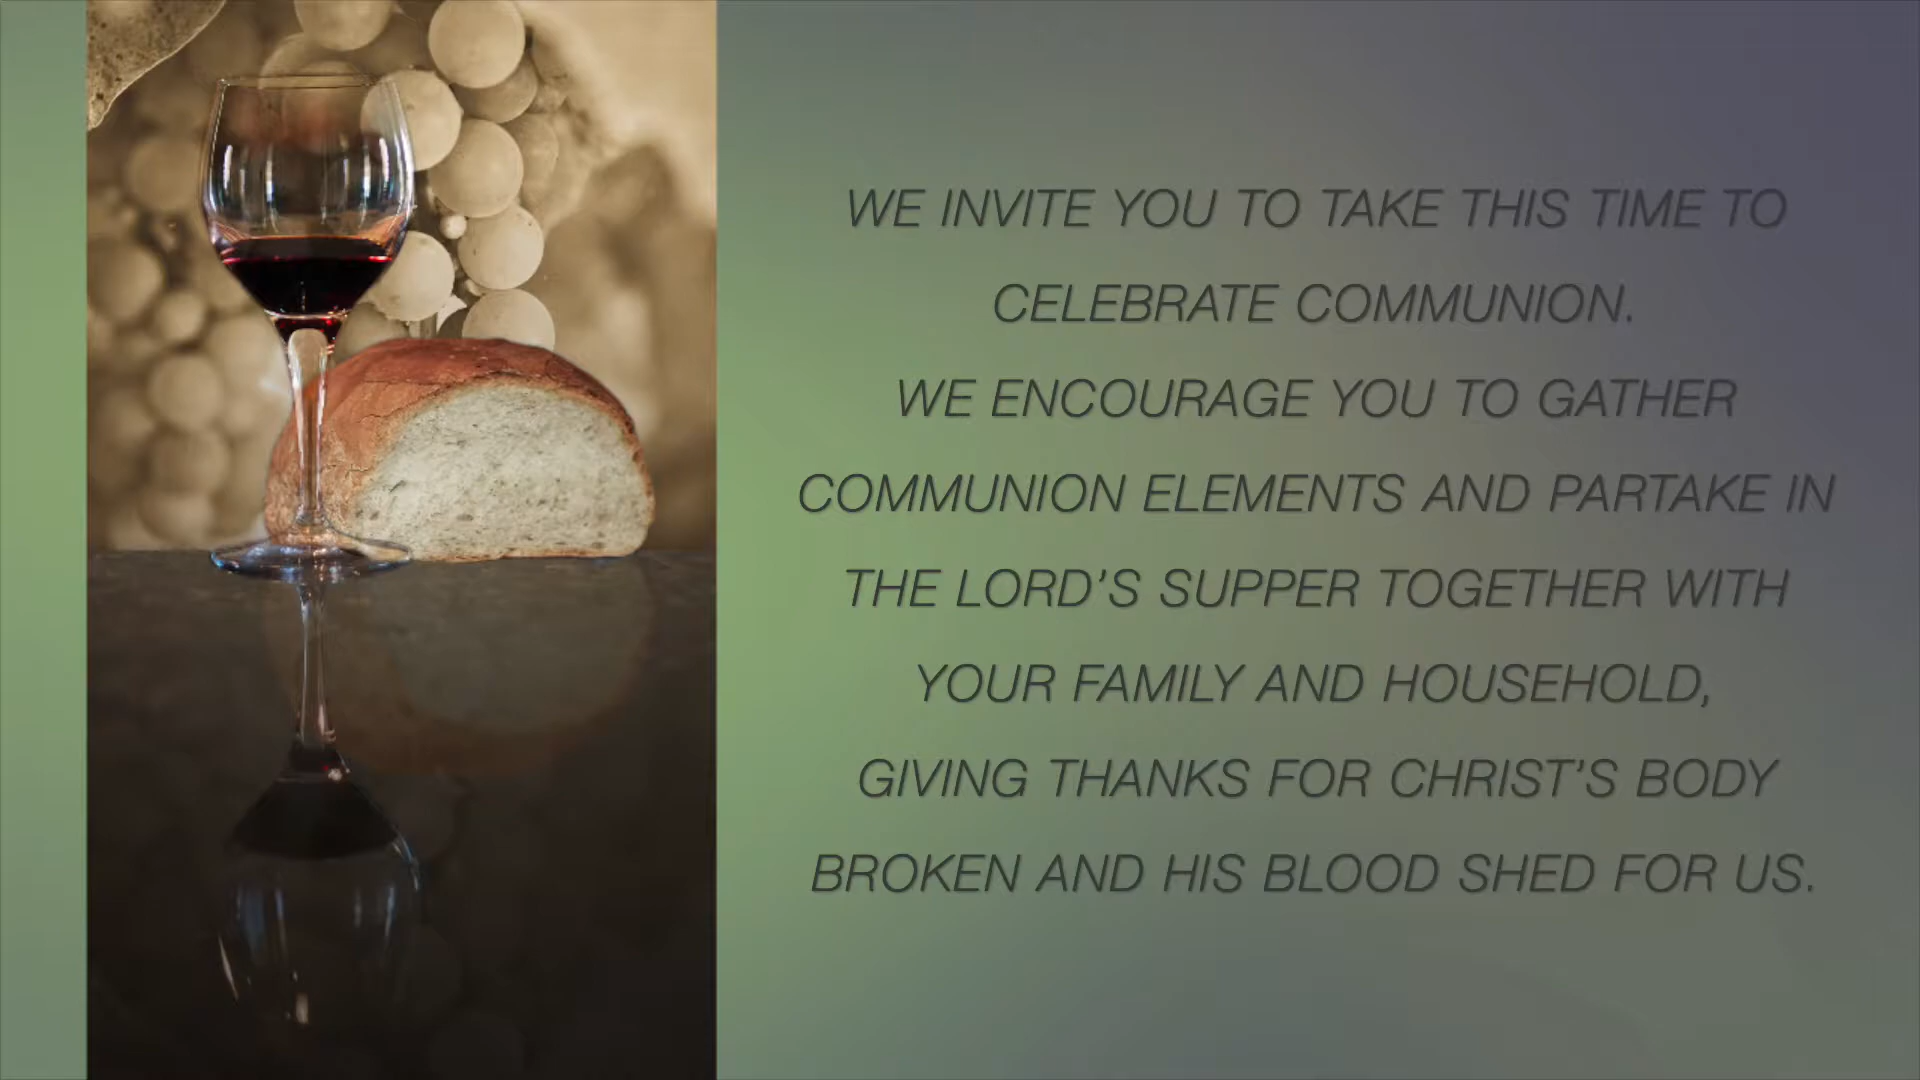 WE INVITE YOU TO TAKE THIS TIME TO
CELEBRATE COMMUNION.
WE ENCOURAGE YOU TO GATHER
COMMUNION ELEMENTS AND PARTAKE IN
THE LORD’S SUPPER TOGETHER WITH
YOUR FAMILY AND HOUSEHOLD,
GIVING THANKS FOR CHRIST’S BODY
BROKEN AND HIS BLOOD SHED FOR US.